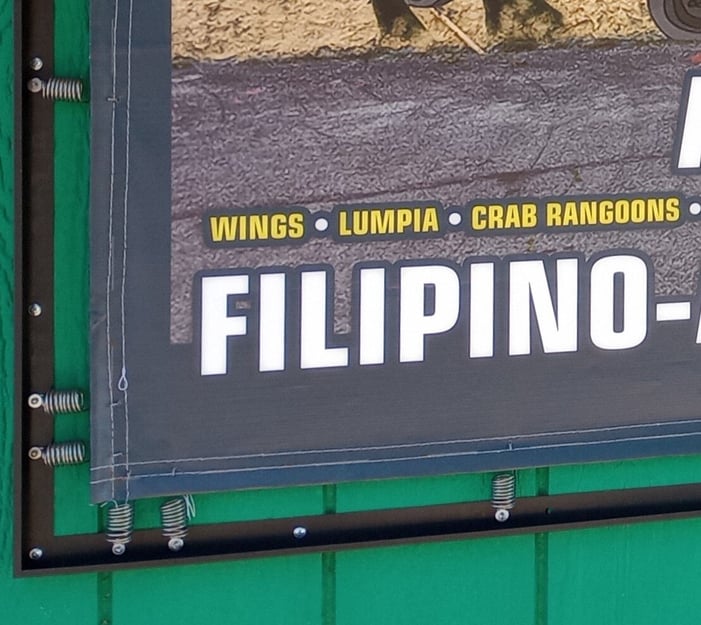 WINGS • LUMPIA • CRAB RANGOONS •
FILIPINO-